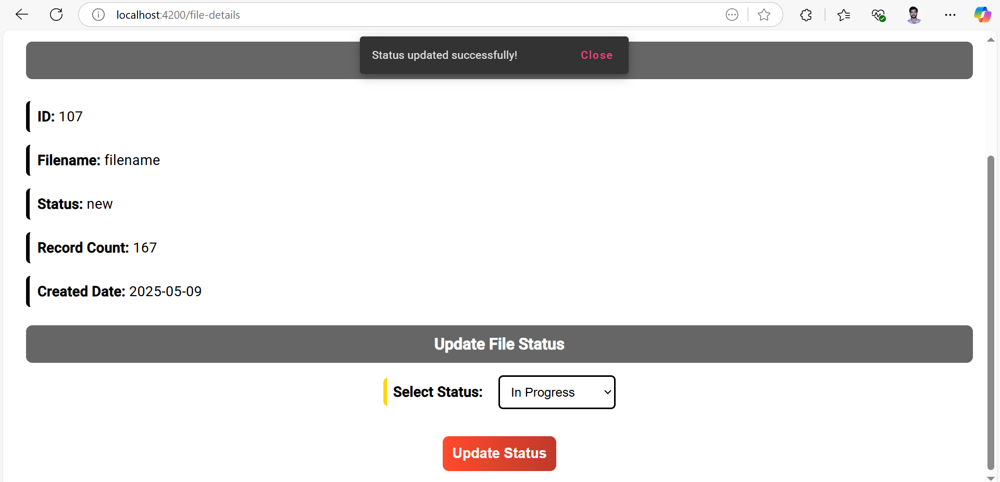 localhost:4200/file-details
Status updated successfully! Close
ID: 107
Filename: filename
Status: new
Record Count: 167
Created Date: 2025-05-09
Update File Status
Select Status: In Progress
Update Status